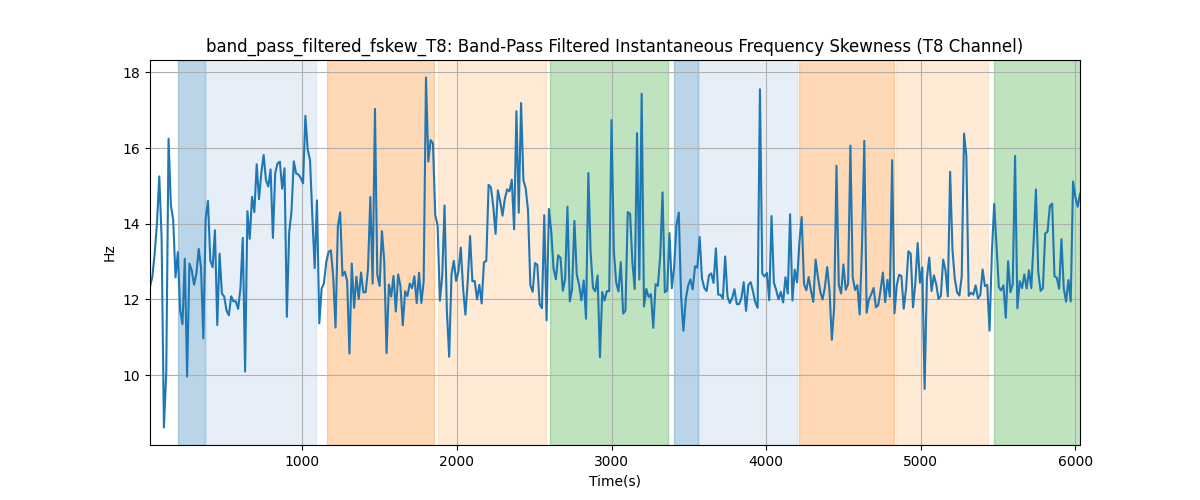 band_pass_filtered_fskew_T8: Band-Pass Filtered Instantaneous Frequency Skewness (T8 Channel)
18
16
14
12
10
Hz
1000 2000 3000 4000 5000 6000
Time(s)